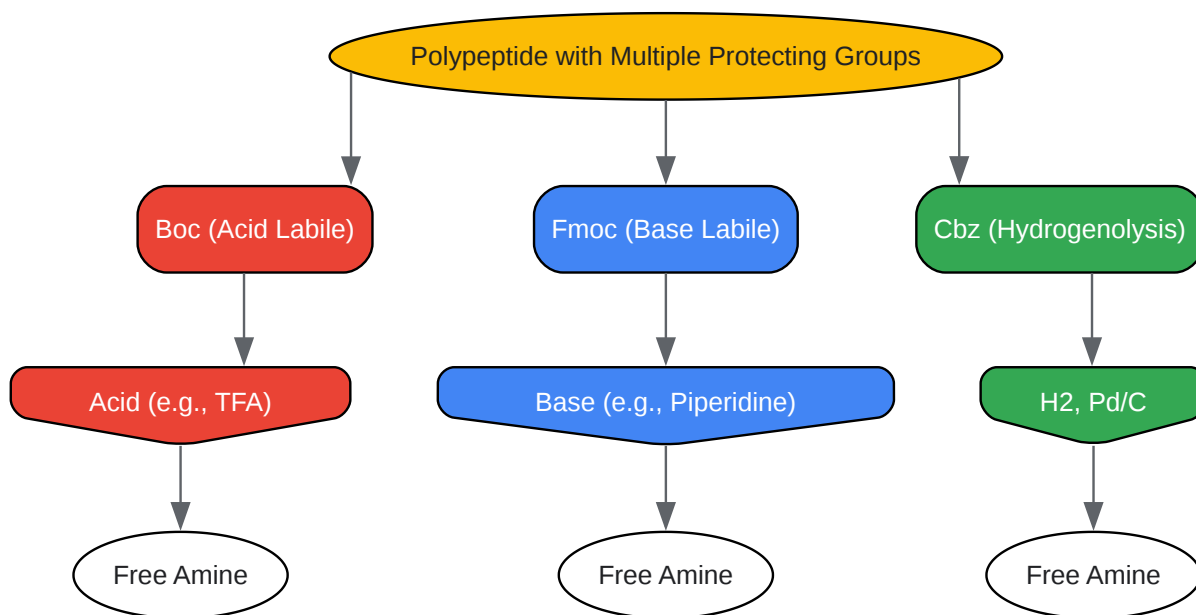 Polypeptide with Multiple Protecting Groups
Boc (Acid Labile)
Fmoc (Base Labile)
Cbz (Hydrogenolysis)
Acid (e.g., TFA)
Base (e.g., Piperidine)
H2, Pd/C
Free Amine
Free Amine
Free Amine